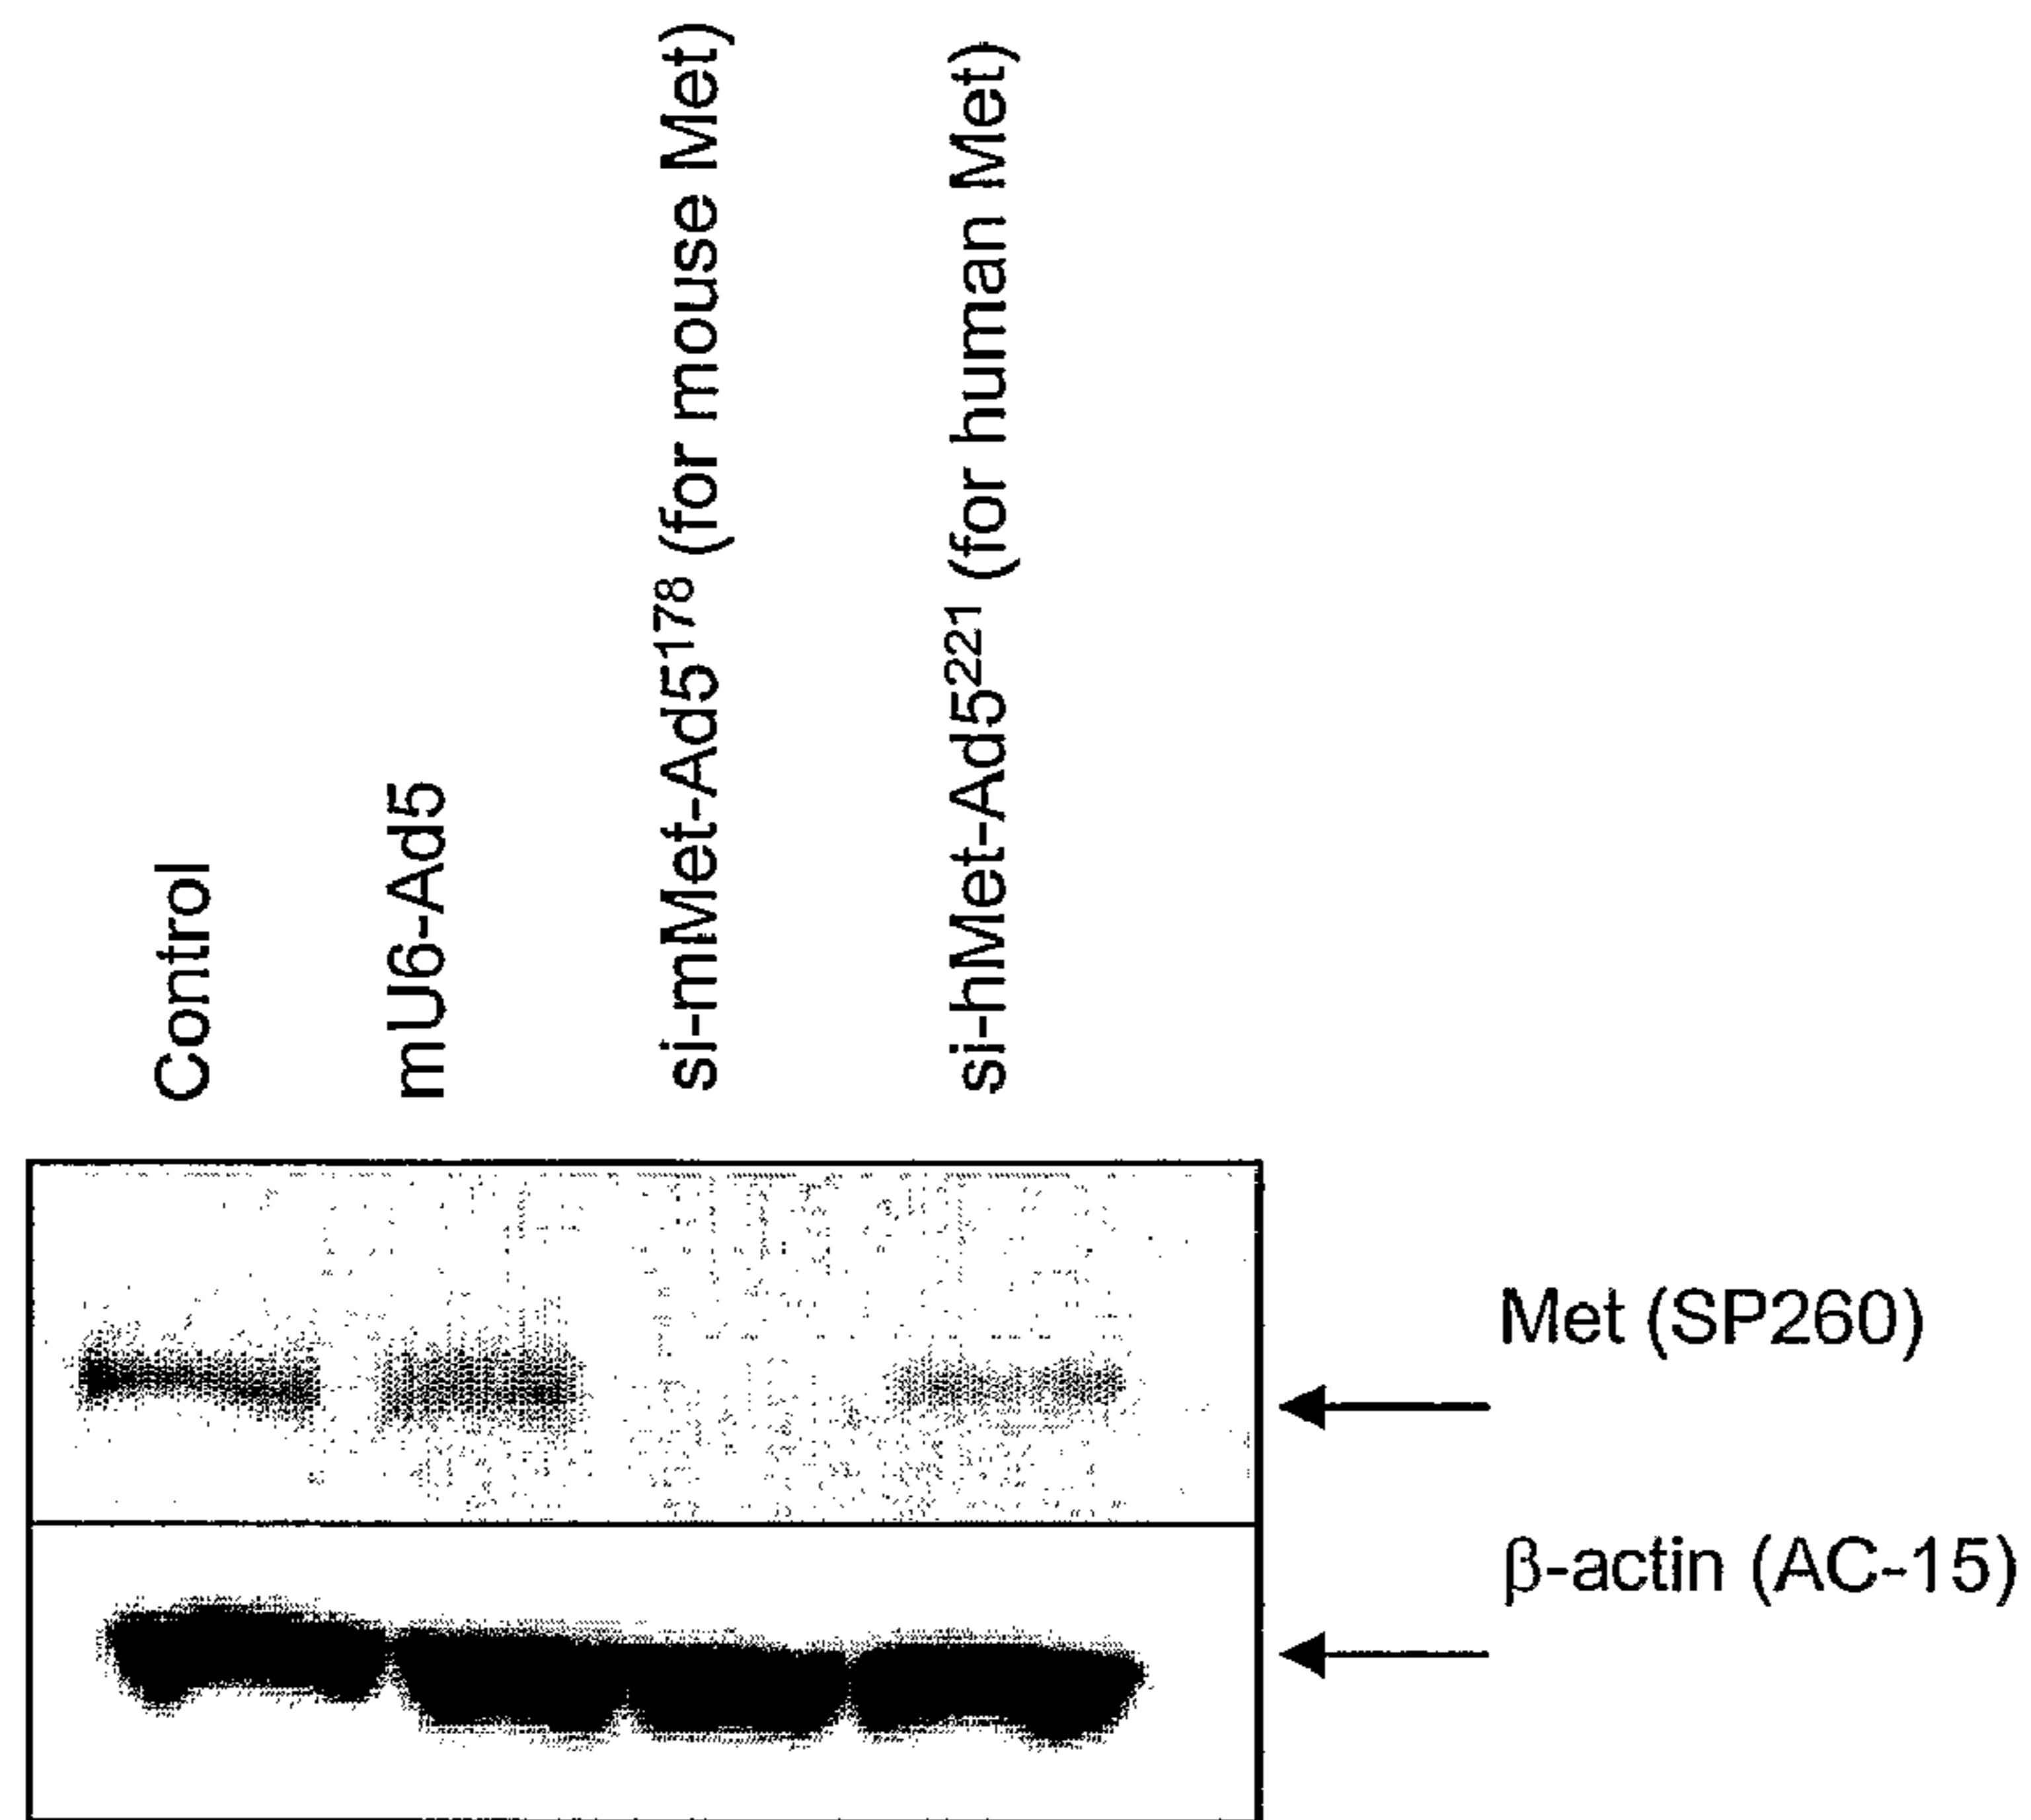 Control
mU6-Ad5
si-mMet-Ad5¹⁷⁸ (for mouse Met)
si-hMet-Ad5²²¹ (for human Met)
Met (SP260)
β-actin (AC-15)